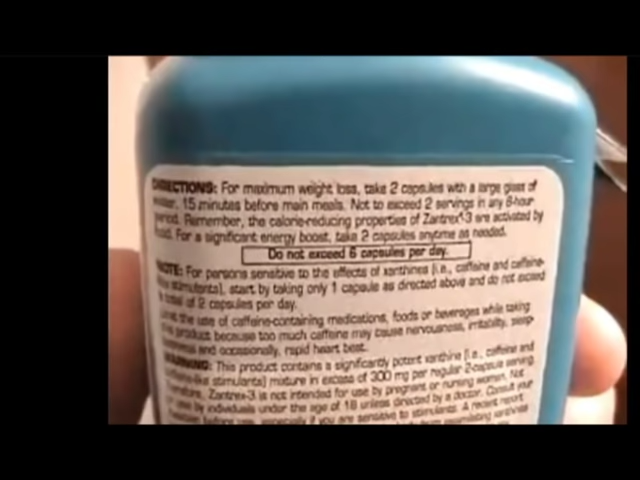 DIRECTIONS: For maximum weight loss, take 2 capsules with a large glass of
water, 15 minutes before main meals. Not to exceed 2 servings in any 6-hour
period. Remember, the calorie-reducing properties of Zantrex-3 are activated by
food. For a significant energy boost, take 2 capsules anytime as needed.
Do not exceed 6 capsules per day.
NOTE: For persons sensitive to the effects of xanthines [i.e., caffeine and caffeine-
like stimulants], start by taking only 1 capsule as directed above and do not exceed
a total of 2 capsules per day.
Limit the use of caffeine-containing medications, foods or beverages while taking
this product because too much caffeine may cause nervousness, irritability, sleep-
and occasionally, rapid heart beat.
WARNING: This product contains a significantly potent xanthine [i.e., caffeine and
caffeine-like stimulants] mixture in excess of 300 mg per regular 2-capsule serving.
Therefore, Zantrex-3 is not intended for use by pregnant or nursing women. Not
for use by individuals under the age of 18 unless directed by a doctor. Consult your
before use, especially if you are sensitive to stimulants. A recent report
xanthines